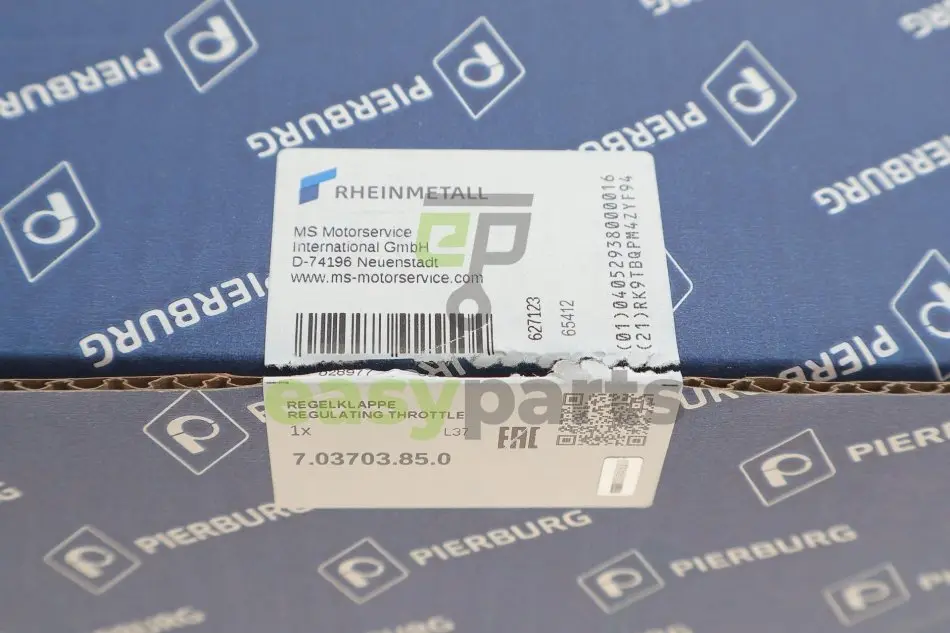 PIERBURG
PIERBURG
PIERBURG
PIERBURG
PIERBURG
PIERBURG
RHEINMETALL
MS Motorservice
International GmbH
D-74196 Neuenstadt
www.ms-motorservice.com
627123
65412
(01)04052938000016
(21)RK9TBQPM4ZYF94
easyparts
REGELKLAPPE
REGULATING THROTTLE
1x
L37
EAC
7.03703.85.0
PIERBURG
PIERBURG
PIERBURG
PIERBURG
PIERBURG
PIERBURG